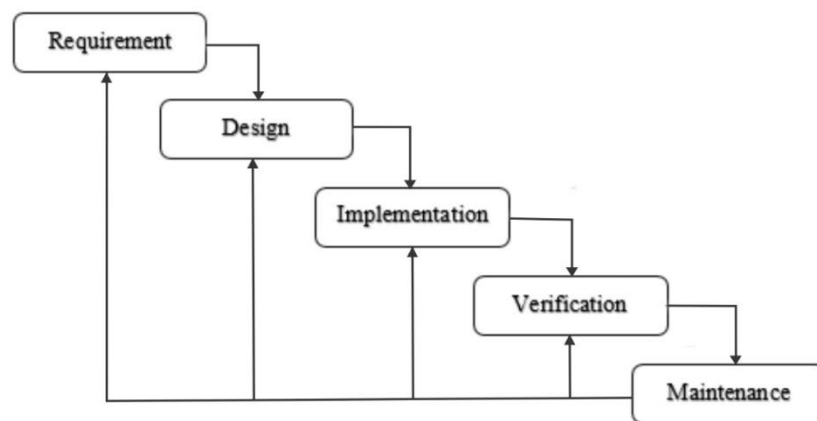 Requirement
Design
Implementation
Verification
Maintenance